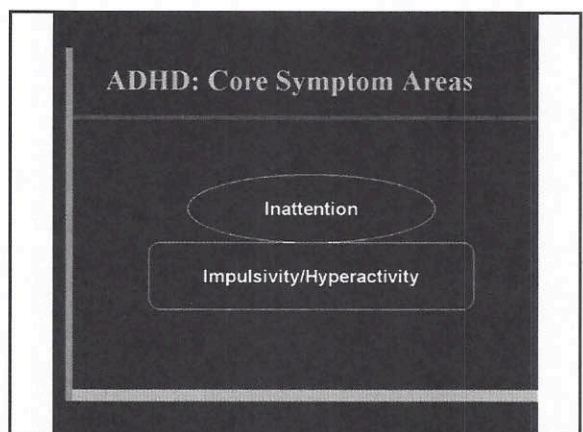 ADHD: Core Symptom Areas
Inattention
Impulsivity/Hyperactivity